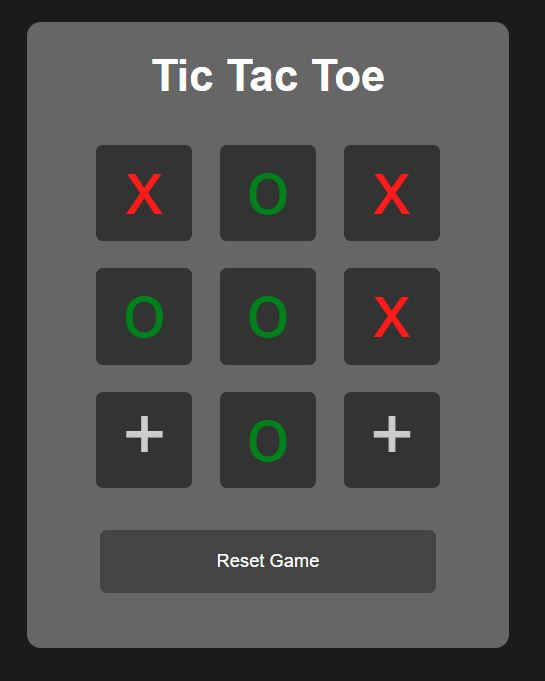 Tic Tac Toe
X O X
O O X
+ O +
Reset Game